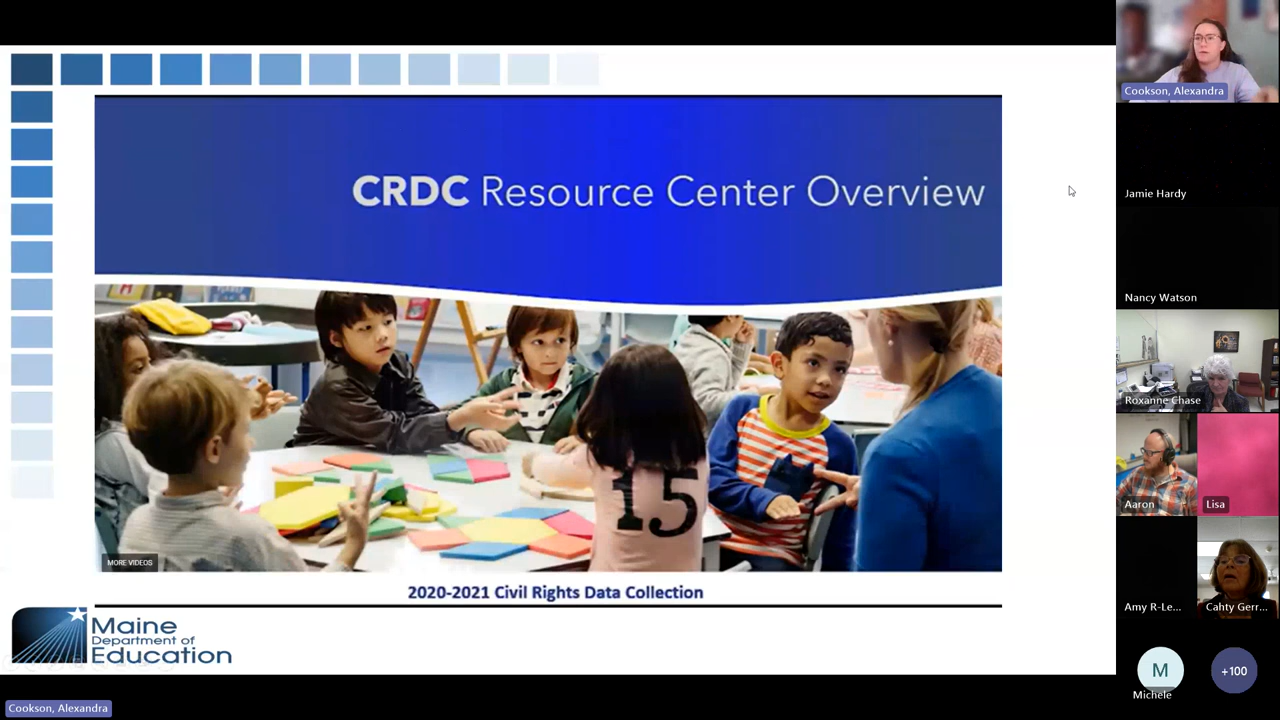 CRDC Resource Center Overview
15
MORE VIDEOS
2020-2021 Civil Rights Data Collection
Maine
Department of
Education
Cookson, Alexandra
Cookson, Alexandra
Jamie Hardy
Nancy Watson
Roxanne Chase
Aaron
Lisa
Amy R-Le...
Cahty Gerr...
M
Michele
+100